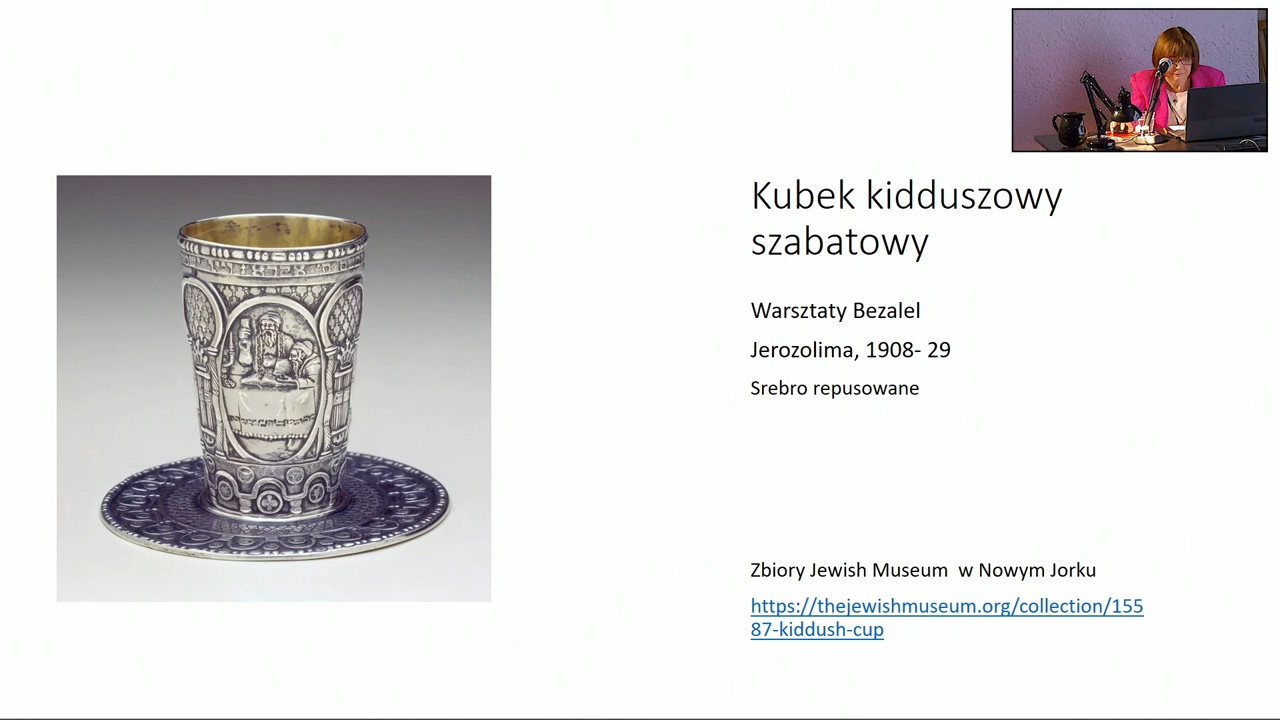 Kubek kidduszowy
szabatowy
Warsztaty Bezalel
Jerozolima, 1908- 29
Srebro repusowane
Zbiory Jewish Museum  w Nowym Jorku
https://thejewishmuseum.org/collection/155
87-kiddush-cup